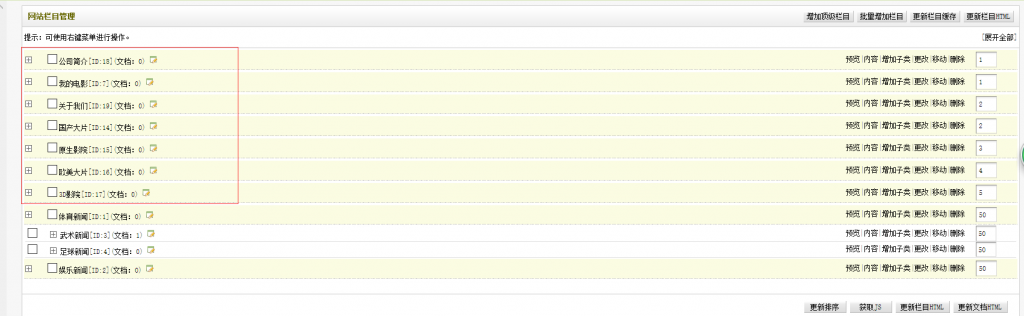 网站栏目管理 增加顶级栏目 批量增加栏目 更新栏目缓存 更新栏目HTML
提示：可使用右键菜单进行操作。 [展开全部]
公司简介[ID:18](文档：0) 预览|内容|增加子类|更改|移动|删除 1
我的电影[ID:7](文档：0) 预览|内容|增加子类|更改|移动|删除 1
关于我们[ID:19](文档：0) 预览|内容|增加子类|更改|移动|删除 2
国产大片[ID:14](文档：0) 预览|内容|增加子类|更改|移动|删除 2
原生影院[ID:15](文档：0) 预览|内容|增加子类|更改|移动|删除 3
欧美大片[ID:16](文档：0) 预览|内容|增加子类|更改|移动|删除 4
3D影院[ID:17](文档：0) 预览|内容|增加子类|更改|移动|删除 5
体育新闻[ID:1](文档：0) 预览|内容|增加子类|更改|移动|删除 50
武术新闻[ID:3](文档：1) 预览|内容|增加子类|更改|移动|删除 50
足球新闻[ID:4](文档：0) 预览|内容|增加子类|更改|移动|删除 50
娱乐新闻[ID:2](文档：0) 预览|内容|增加子类|更改|移动|删除 50
更新排序 获取JS 更新栏目HTML 更新文档HTML